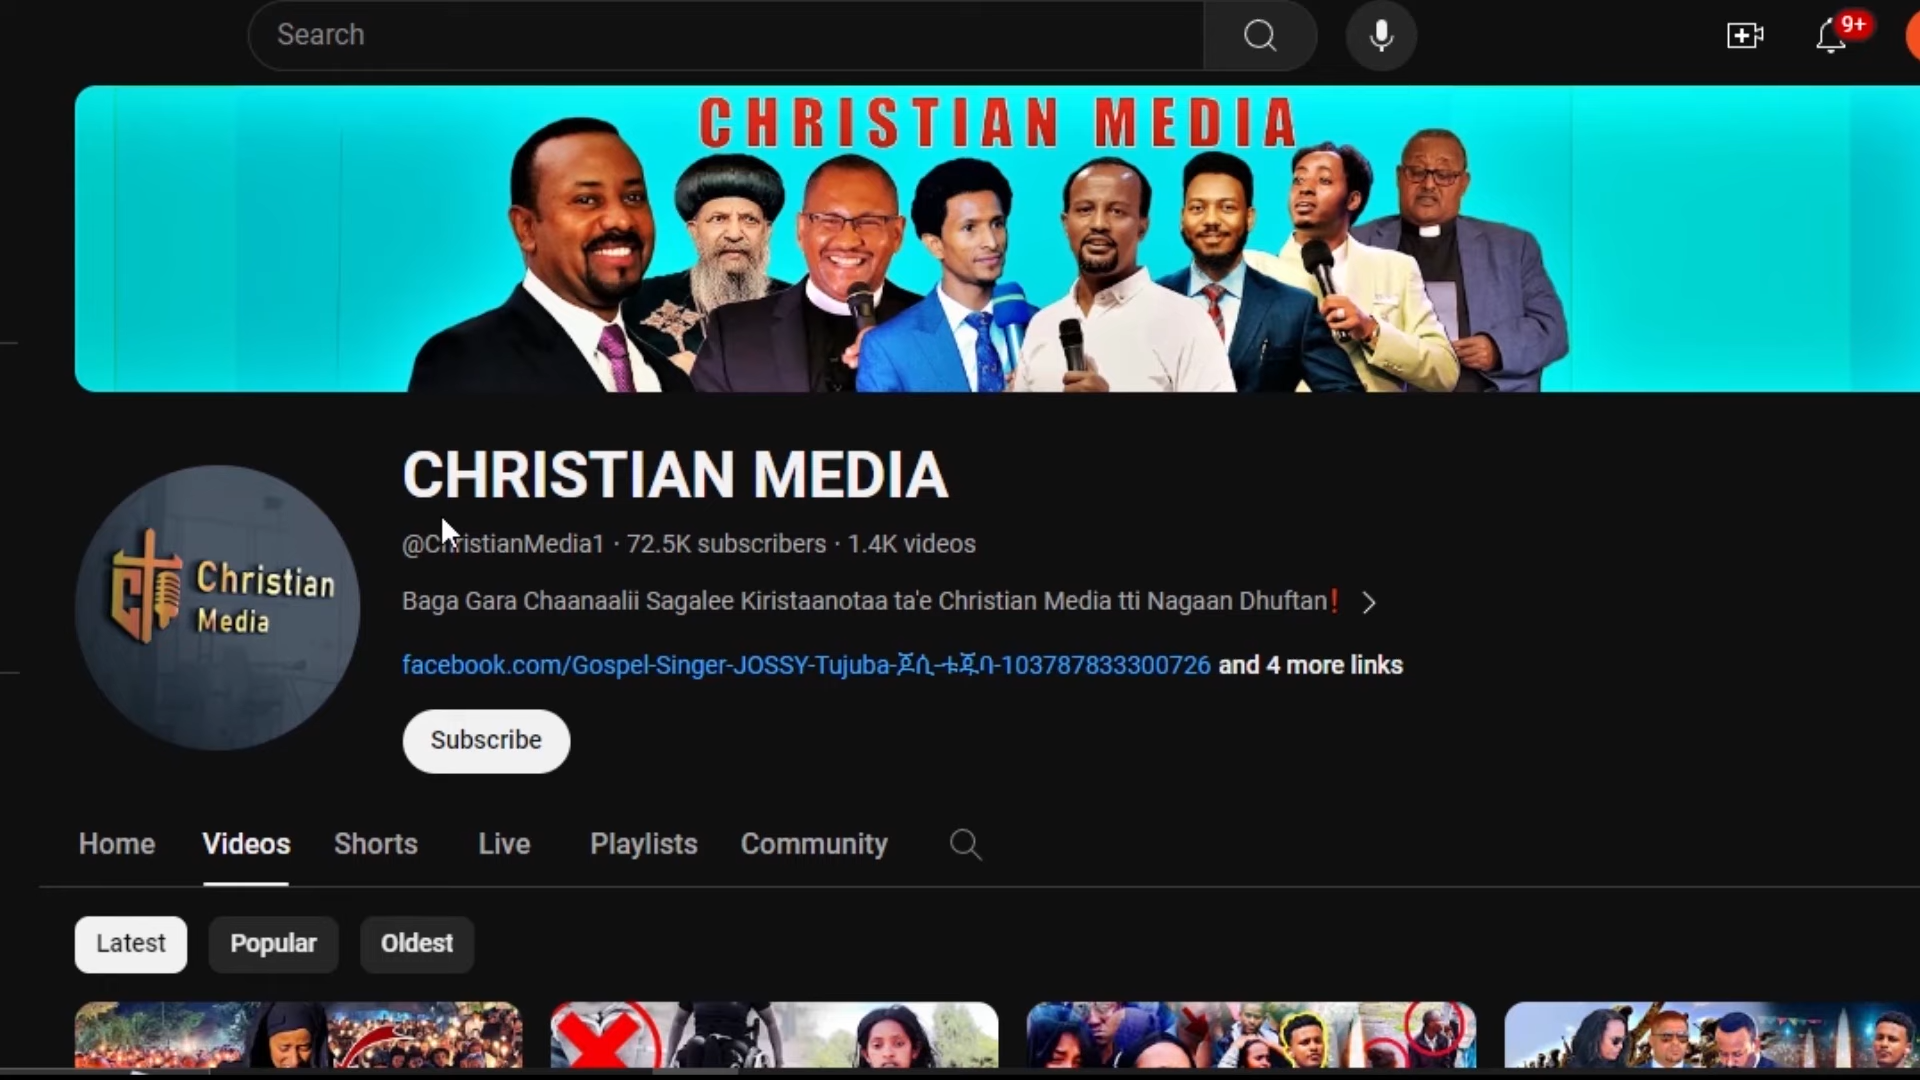 Search
9+
CHRISTIAN MEDIA
Christian
Media
CHRISTIAN MEDIA
@ChristianMedia1 · 72.5K subscribers · 1.4K videos
Baga Gara Chaanaalii Sagalee Kiristaanotaa ta'e Christian Media tti Nagaan Dhuftan❗
facebook.com/Gospel-Singer-JOSSY-Tujuba-ጆሲ-ቱጁባ-103787833300726 and 4 more links
Subscribe
Home Videos Shorts Live Playlists Community
Latest Popular Oldest